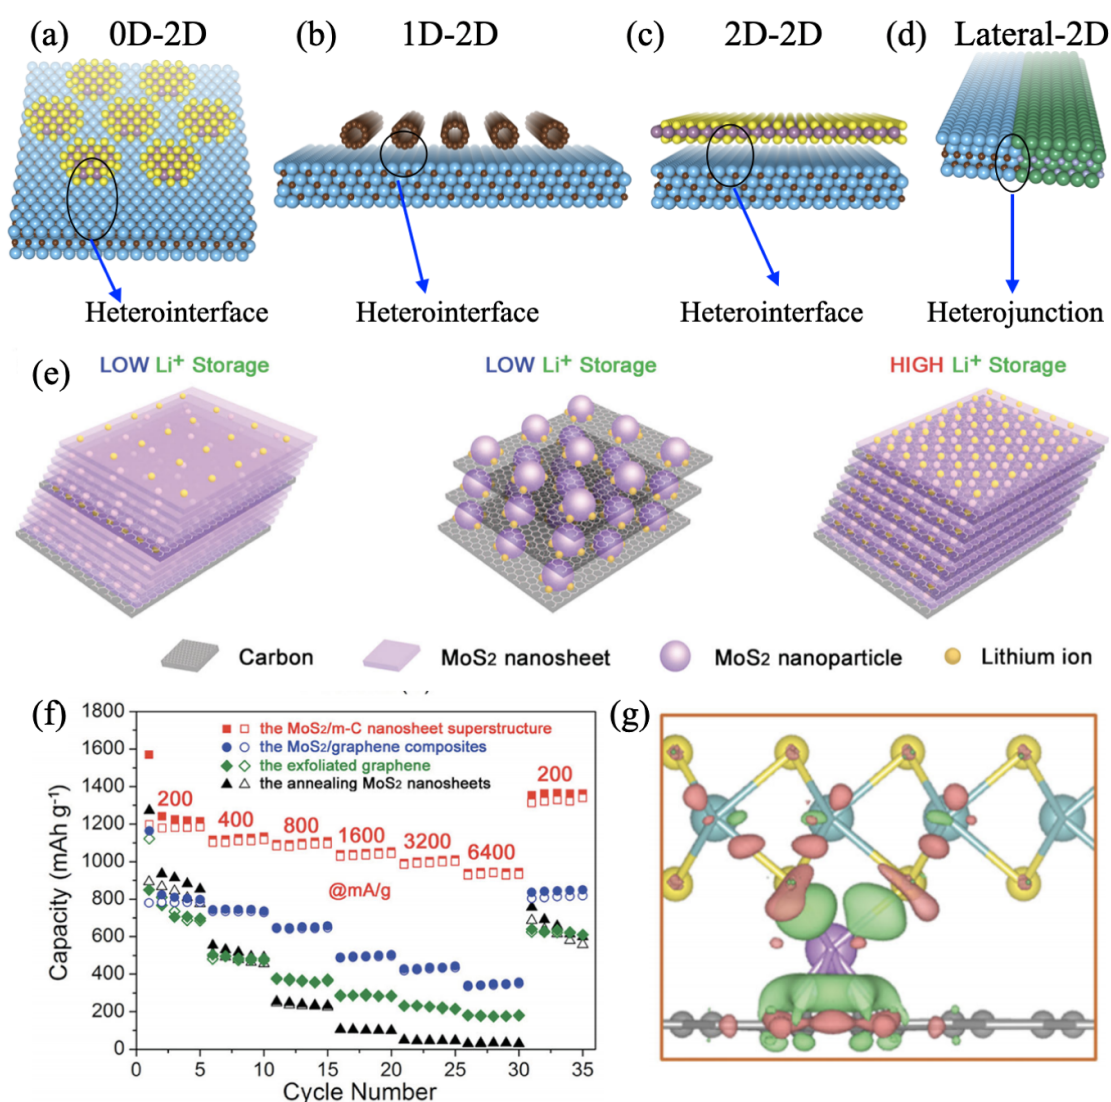 (a) 0D-2D
(b) 1D-2D
(c) 2D-2D
(d) Lateral-2D
Heterointerface
Heterointerface
Heterointerface
Heterojunction
(e)
LOW Li⁺ Storage
LOW Li⁺ Storage
HIGH Li⁺ Storage
Carbon
MoS₂ nanosheet
MoS₂ nanoparticle
Lithium ion
(f)
1800
1600
1400
1200
1000
800
600
400
200
0
Capacity (mAh g⁻¹)
the MoS₂/m-C nanosheet superstructure
the MoS₂/graphene composites
the exfoliated graphene
the annealing MoS₂ nanosheets
200
400
800
1600
3200
6400
200
@mA/g
0
5
10
15
20
25
30
35
Cycle Number
(g)